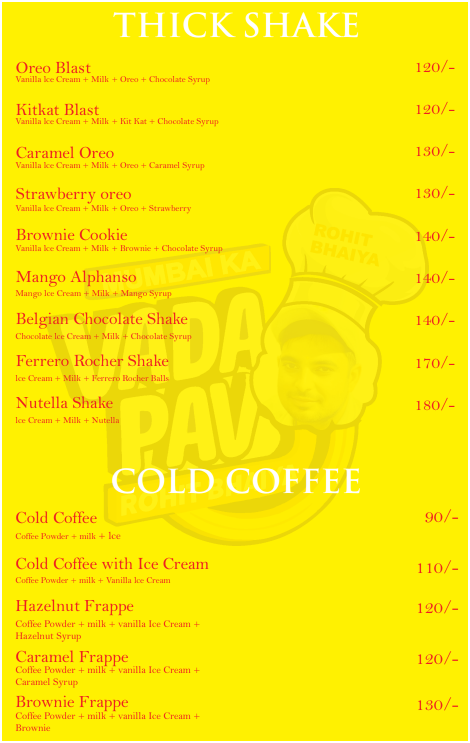 THICK SHAKE
Oreo Blast 120/-
Vanilla Ice Cream + Milk + Oreo + Chocolate Syrup
Kitkat Blast 120/-
Vanilla Ice Cream + Milk + Kit Kat + Chocolate Syrup
Caramel Oreo 130/-
Vanilla Ice Cream + Milk + Oreo + Caramel Syrup
Strawberry oreo 130/-
Vanilla Ice Cream + Milk + Oreo + Strawberry
Brownie Cookie 140/-
Vanilla Ice Cream + Milk + Brownie + Chocolate Syrup
ROHIT
BHAIYA
MUMBAI KA
Mango Alphanso 140/-
Mango Ice Cream + Milk + Mango Syrup
Belgian Chocolate Shake 140/-
Chocolate Ice Cream + Milk + Chocolate Syrup
VADA
Ferrero Rocher Shake 170/-
Ice Cream + Milk + Ferrero Rocher Balls
Nutella Shake 180/-
Ice Cream + Milk + Nutella
PAV
COLD COFFEE
Cold Coffee 90/-
Coffee Powder + milk + Ice
Cold Coffee with Ice Cream 110/-
Coffee Powder + milk + Vanilla Ice Cream
Hazelnut Frappe 120/-
Coffee Powder + milk + vanilla Ice Cream +
Hazelnut Syrup
Caramel Frappe 120/-
Coffee Powder + milk + vanilla Ice Cream +
Caramel Syrup
Brownie Frappe 130/-
Coffee Powder + milk + vanilla Ice Cream +
Brownie